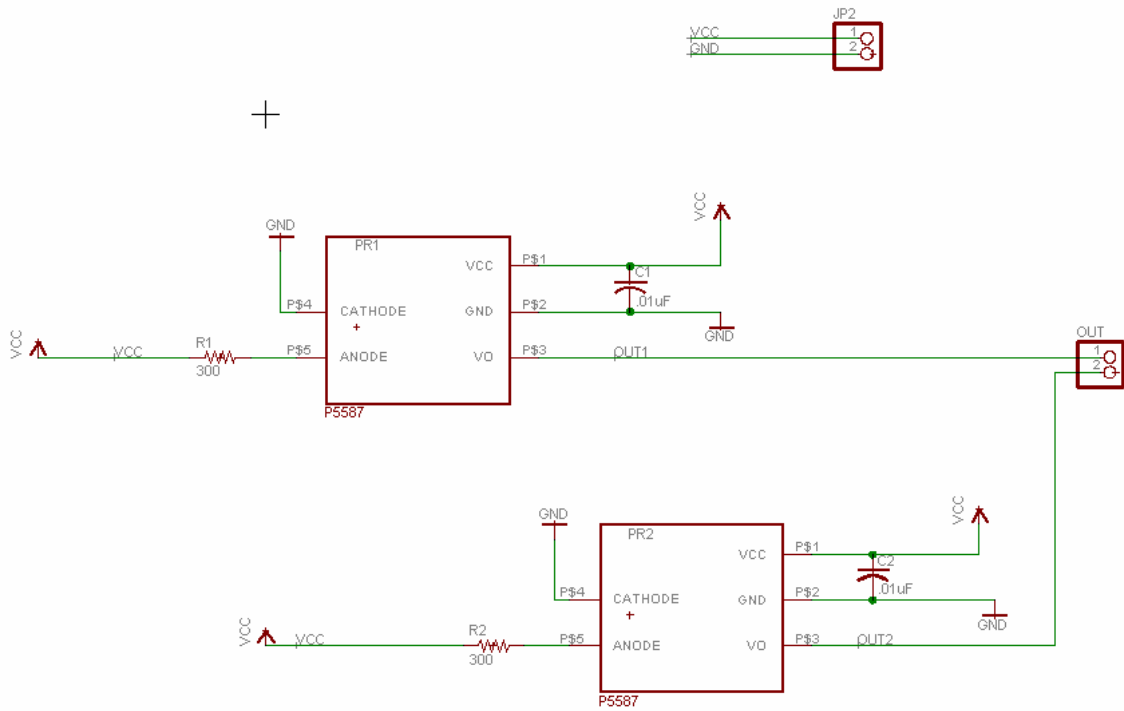 JP2
VCC 1
GND 2
VCC
GND
PR1
VCC P$1
C1
.01uF
P$4 CATHODE GND P$2
GND
VCC VCC R1 P$5 ANODE VO P$3 OUT1
300
OUT
1
2
P5587
VCC
GND
PR2
VCC P$1
C2
.01uF
P$4 CATHODE GND P$2
GND
VCC VCC R2 P$5 ANODE VO P$3 OUT2
300
P5587